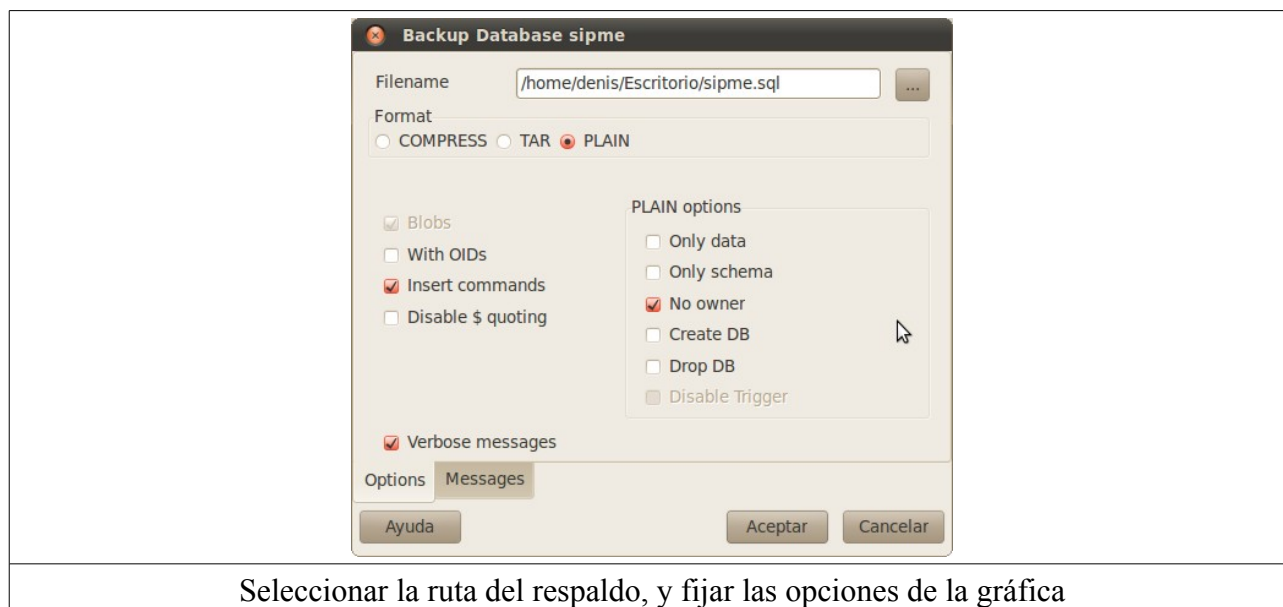 Backup Database sipme
Filename /home/denis/Escritorio/sipme.sql ...
Format
COMPRESS TAR PLAIN
Blobs
With OIDs
Insert commands
Disable $ quoting
PLAIN options
Only data
Only schema
No owner
Create DB
Drop DB
Disable Trigger
Verbose messages
Options Messages
Ayuda Aceptar Cancelar
Seleccionar la ruta del respaldo, y fijar las opciones de la gráfica